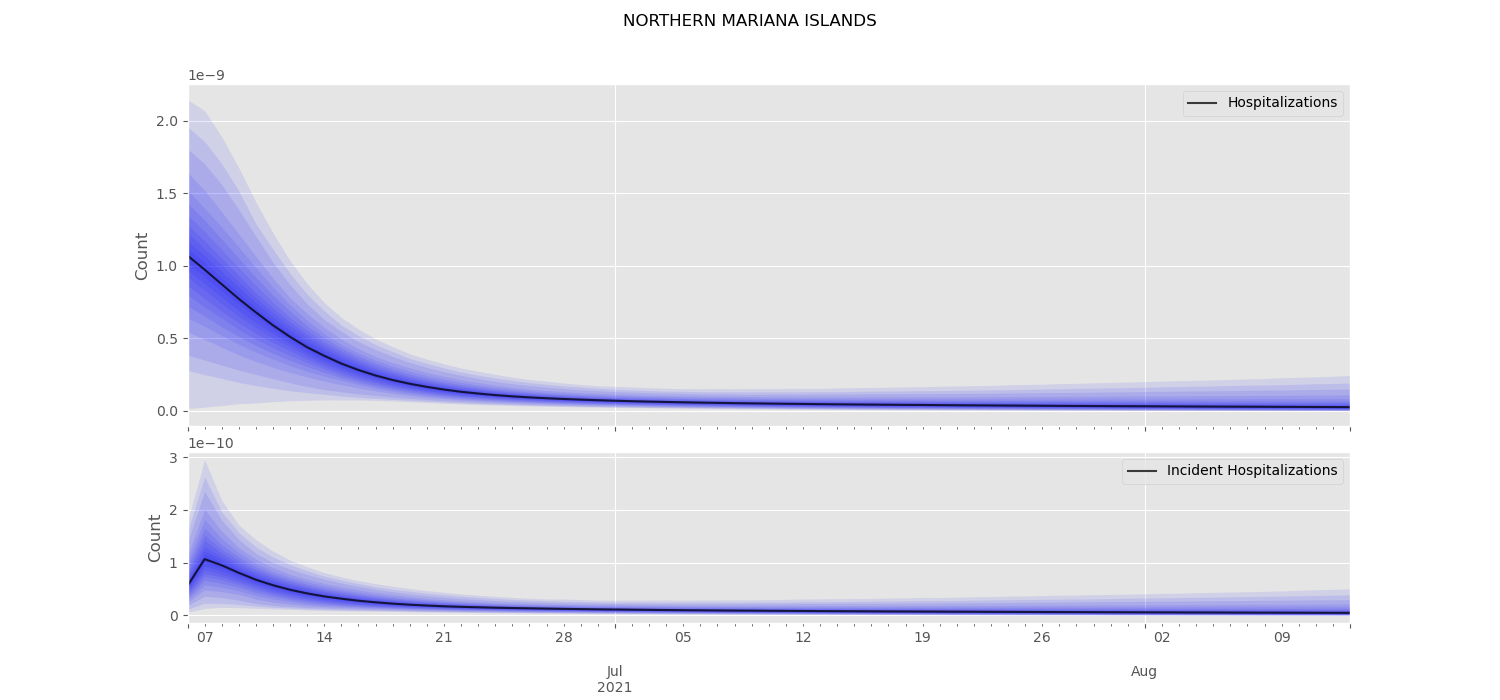 NORTHERN MARIANA ISLANDS
1e−9
Hospitalizations
2.0
1.5
1.0
0.5
0.0
Count
1e−10
Incident Hospitalizations
3
2
1
0
Count
07 14 21 28 05 12 19 26 02 09
Jul Aug
2021